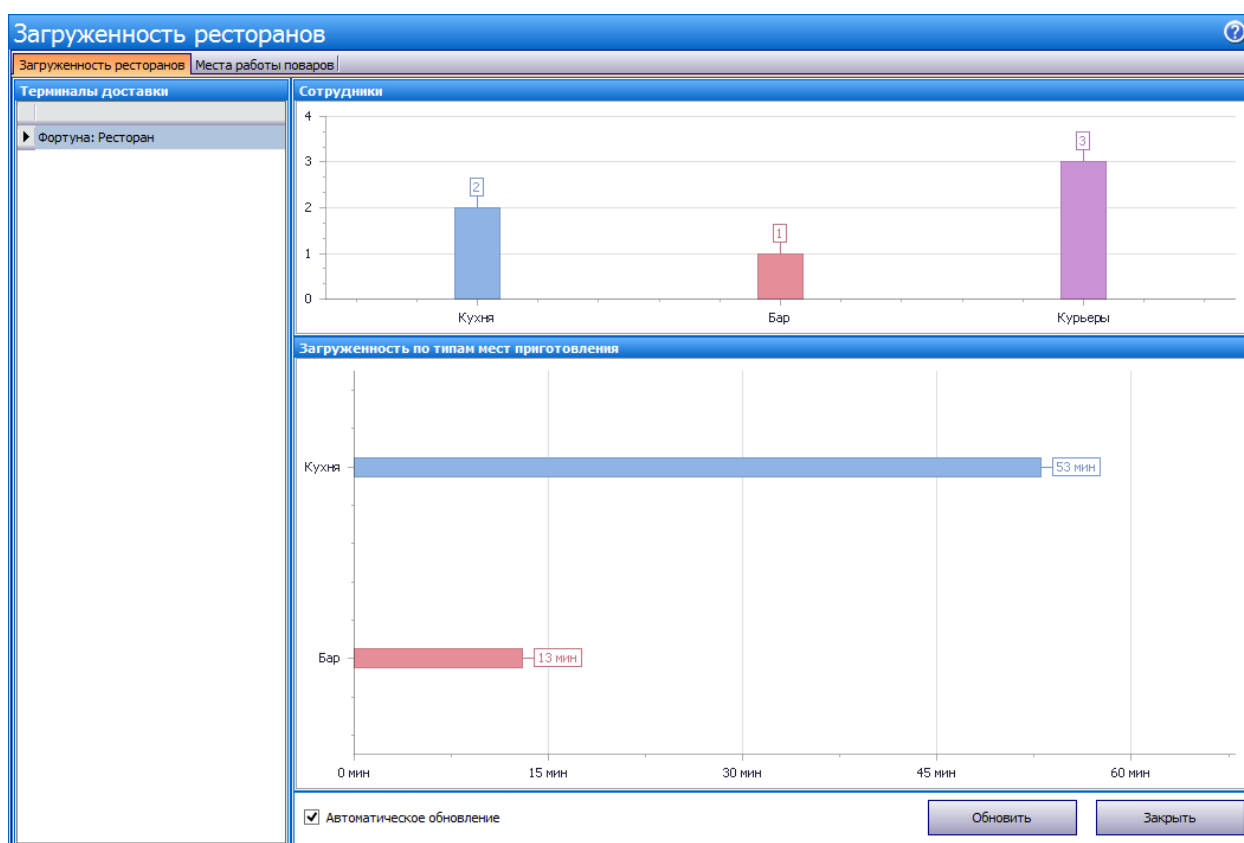 Загруженность ресторанов
?
Загруженность ресторанов Места работы поваров
Терминалы доставки
Фортуна: Ресторан
Сотрудники
4
3
2
1
0
2
1
3
Кухня Бар Курьеры
Загруженность по типам мест приготовления
Кухня 53 мин
Бар 13 мин
0 мин 15 мин 30 мин 45 мин 60 мин
Автоматическое обновление Обновить Закрыть